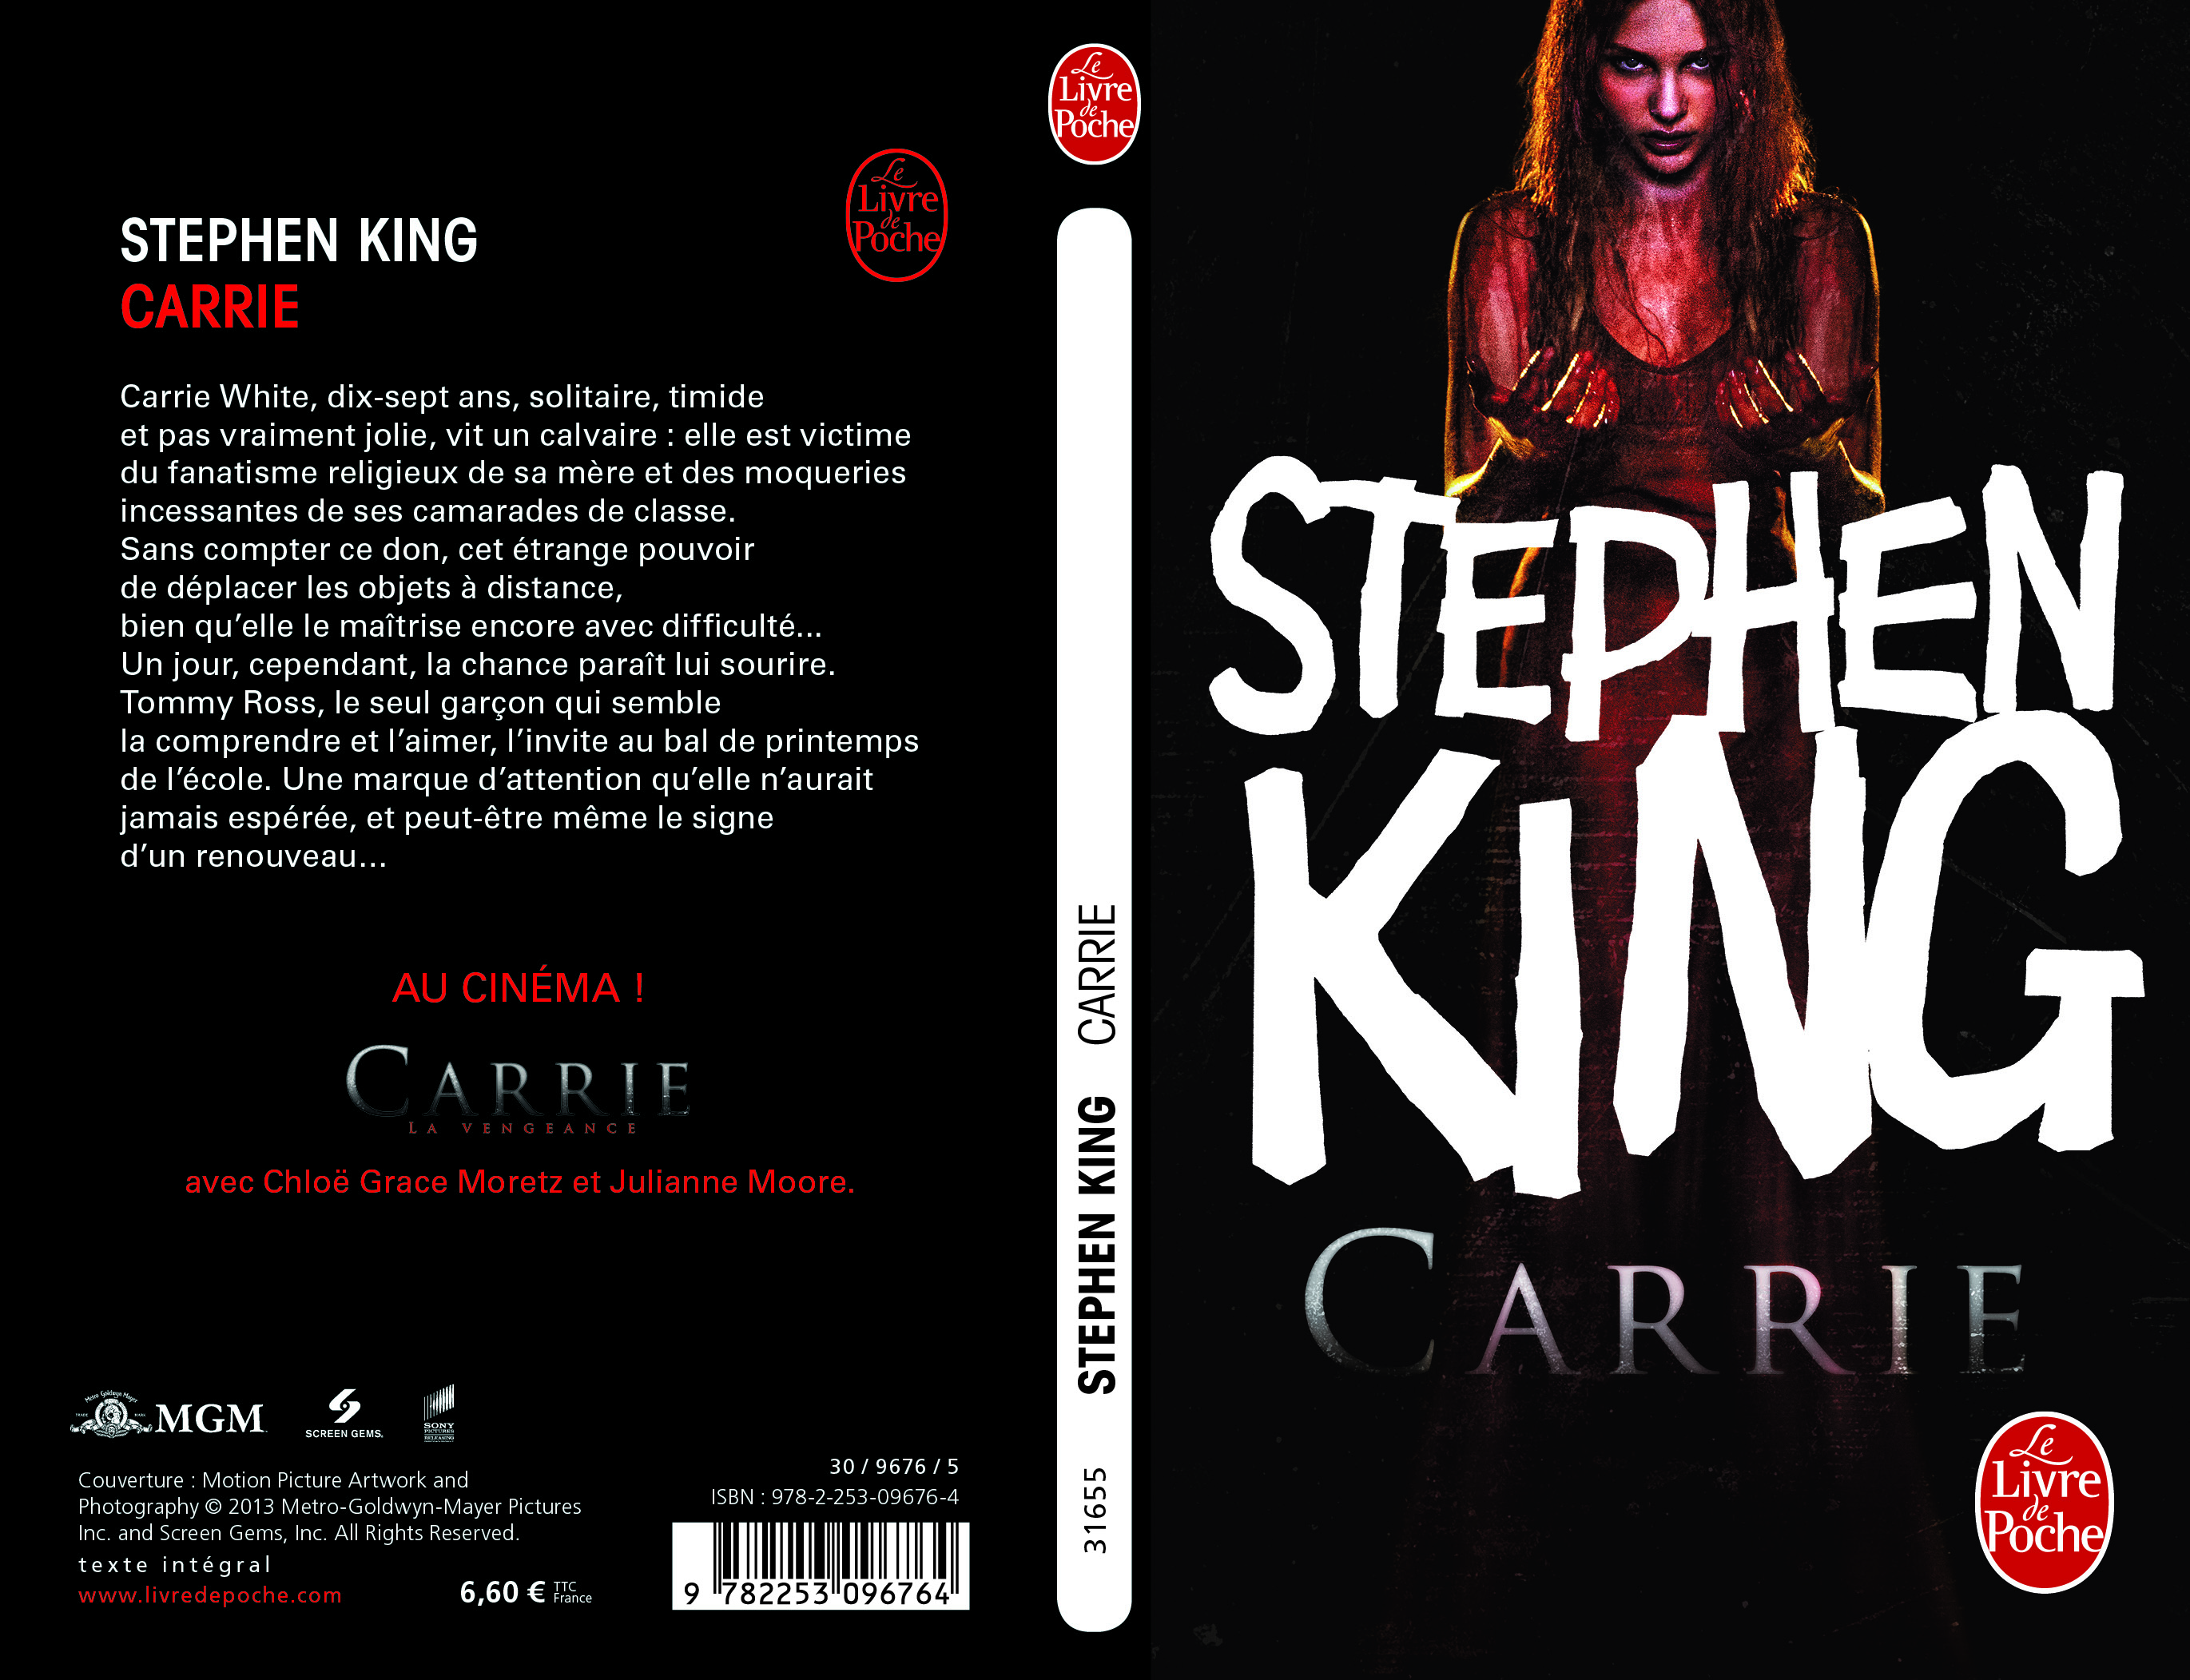 Le
Livre
de
Poche
STEPHEN KING
CARRIE
Carrie White, dix-sept ans, solitaire, timide
et pas vraiment jolie, vit un calvaire : elle est victime
du fanatisme religieux de sa mère et des moqueries
incessantes de ses camarades de classe.
Sans compter ce don, cet étrange pouvoir
de déplacer les objets à distance,
bien qu’elle le maîtrise encore avec difficulté...
Un jour, cependant, la chance paraît lui sourire.
Tommy Ross, le seul garçon qui semble
la comprendre et l’aimer, l’invite au bal de printemps
de l’école. Une marque d’attention qu’elle n’aurait
jamais espérée, et peut-être même le signe
d’un renouveau…
AU CINÉMA !
CARRIE
LA VENGEANCE
avec Chloë Grace Moretz et Julianne Moore.
Metro Goldwyn Mayer
TRADE MARK
MGM
SCREEN GEMS
SONY
PICTURES
RELEASING
Couverture : Motion Picture Artwork and
Photography © 2013 Metro-Goldwyn-Mayer Pictures
Inc. and Screen Gems, Inc. All Rights Reserved.
texte intégral
www.livredepoche.com
6,60 € TTC
France
30 / 9676 / 5
ISBN : 978-2-253-09676-4
9 782253 096764
Le
Livre
de
Poche
STEPHEN KING CARRIE
31655
STEPHEN
KING
CARRIE
Le
Livre
de
Poche